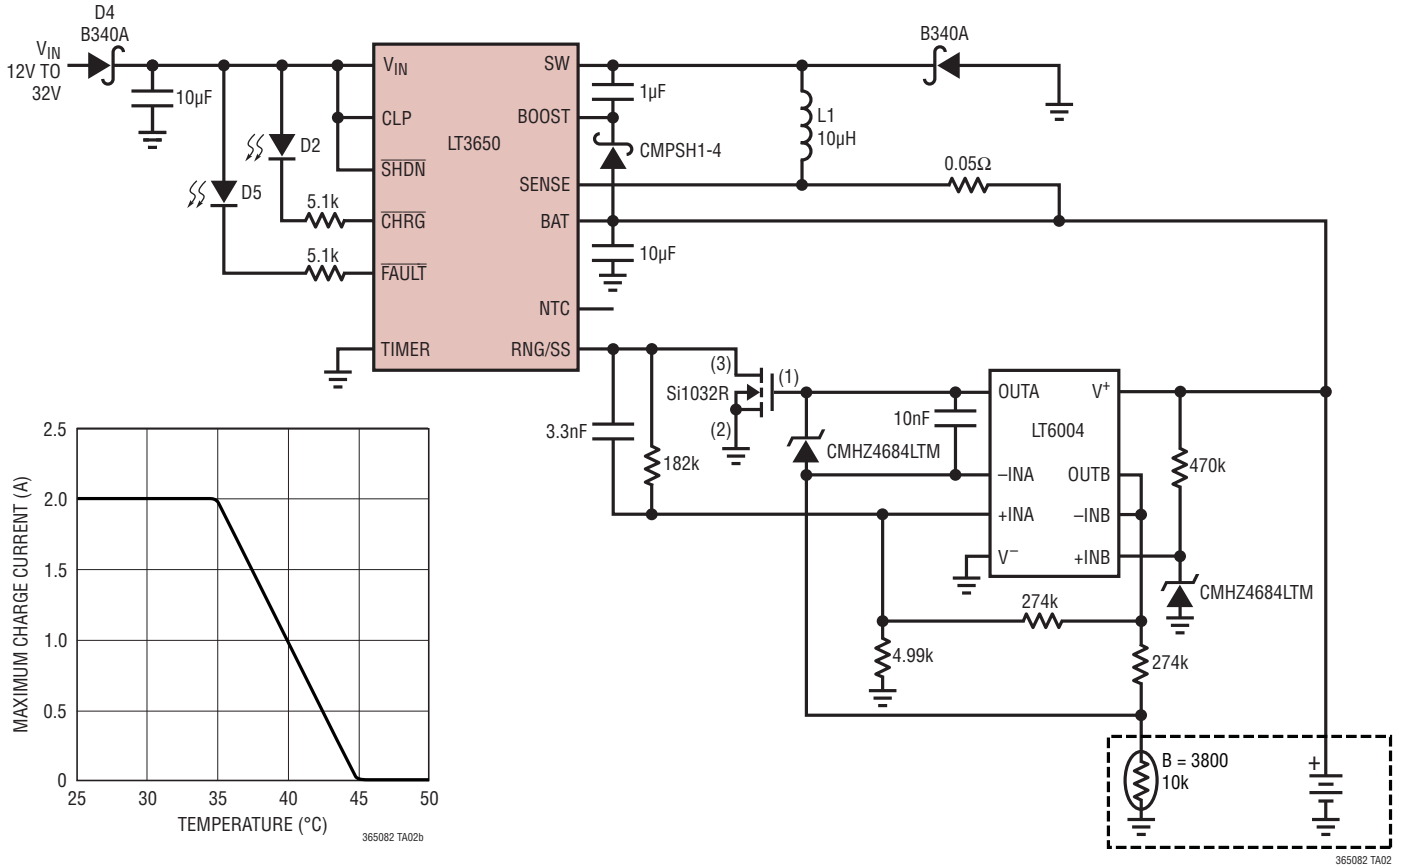 D4
B340A
VIN
12V TO
32V
10µF
D2
D5
5.1k
5.1k
VIN
CLP
SHDN
CHRG
FAULT
TIMER
LT3650
SW
BOOST
SENSE
BAT
NTC
RNG/SS
1µF
CMPSH1-4
10µF
L1
10µH
B340A
0.05Ω
3.3nF
182k
(3)
Si1032R
(2)
(1)
CMHZ4684LTM
10nF
OUTA
–INA
+INA
V–
LT6004
V+
OUTB
–INB
+INB
470k
CMHZ4684LTM
274k
4.99k
274k
B = 3800
10k
+
365082 TA02
MAXIMUM CHARGE CURRENT (A)
2.5
2.0
1.5
1.0
0.5
0
25 30 35 40 45 50
TEMPERATURE (°C)
365082 TA02b